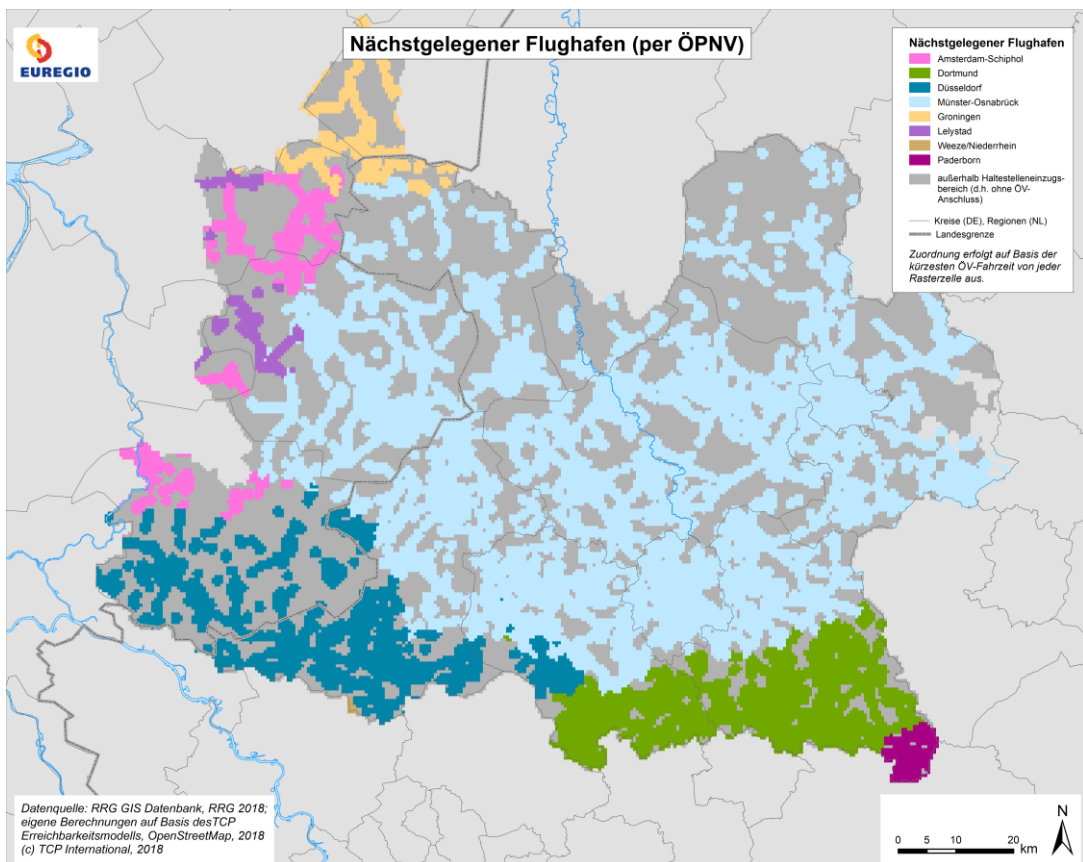 EUREGIO
Nächstgelegener Flughafen (per ÖPNV)
Nächstgelegener Flughafen
Amsterdam-Schiphol
Dortmund
Düsseldorf
Münster-Osnabrück
Groningen
Lelystad
Weeze/Niederrhein
Paderborn
außerhalb Haltestelleneinzugs-
bereich (d.h. ohne ÖV-
Anschluss)
Kreise (DE), Regionen (NL)
Landesgrenze
Zuordnung erfolgt auf Basis der
kürzesten ÖV-Fahrzeit von jeder
Rasterzelle aus.
Datenquelle: RRG GIS Datenbank, RRG 2018;
eigene Berechnungen auf Basis desTCP
Erreichbarkeitsmodells, OpenStreetMap, 2018
(c) TCP International, 2018
N
0 5 10 20
km